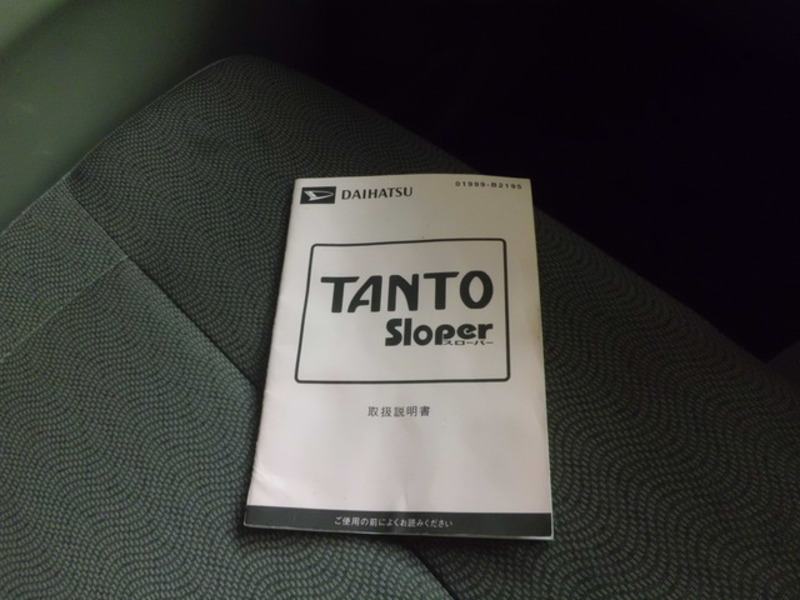 DAIHATSU
01999-B2195
TANTO
Sloper
スローパー
取扱説明書
ご使用の前によくお読みください